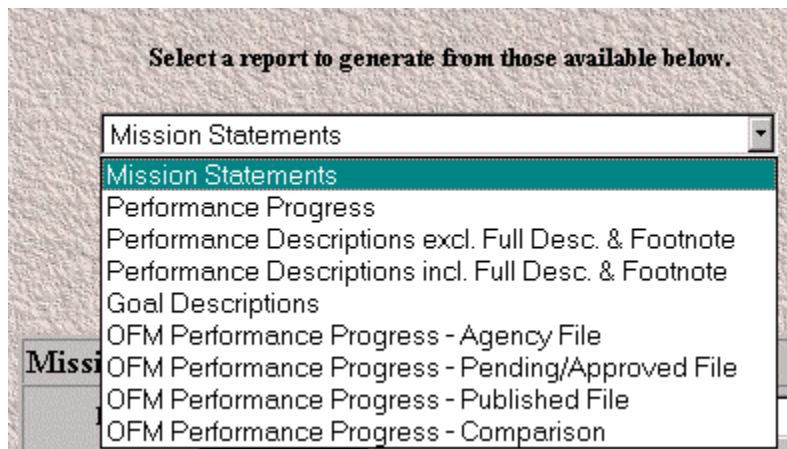 Select a report to generate from those available below.
Mission Statements
Mission Statements
Performance Progress
Performance Descriptions excl. Full Desc. & Footnote
Performance Descriptions incl. Full Desc. & Footnote
Goal Descriptions
OFM Performance Progress - Agency File
OFM Performance Progress - Pending/Approved File
OFM Performance Progress - Published File
OFM Performance Progress - Comparison